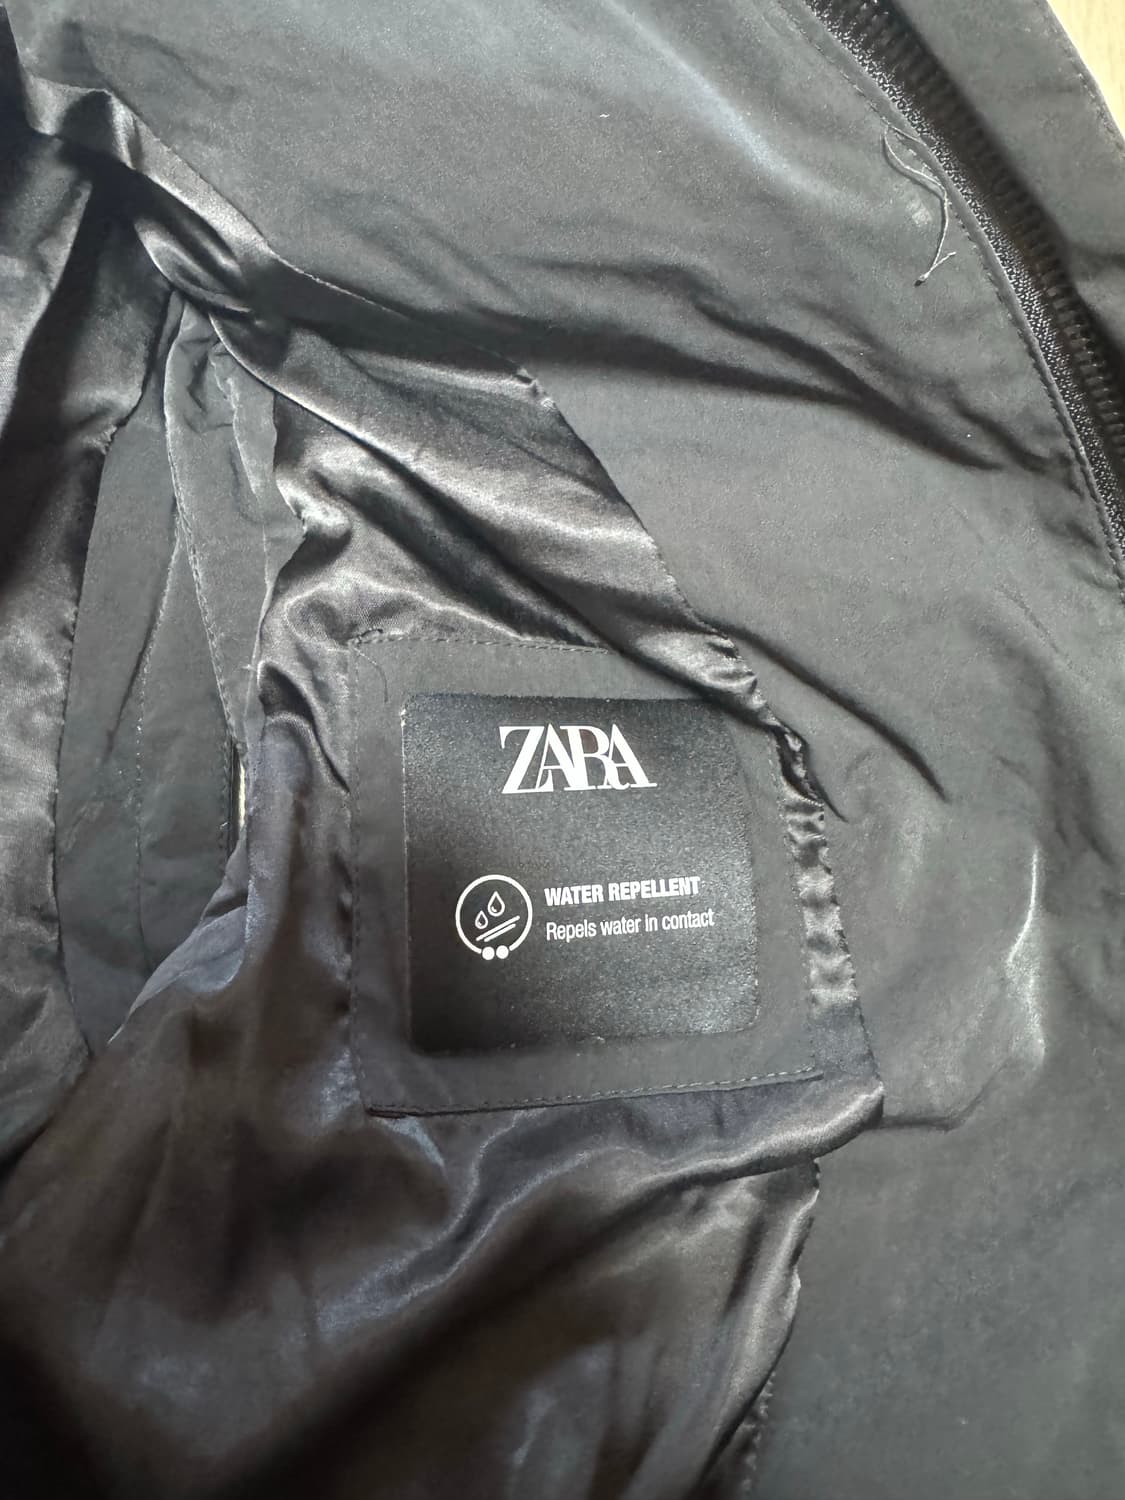 ZARA
WATER REPELLENT
Repels water in contact